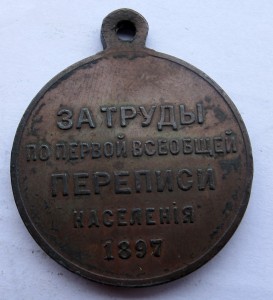 ЗА ТРУДЫ
ПО ПЕРВОЙ ВСЕОБЩЕЙ
ПЕРЕПИСИ
НАСЕЛЕНІЯ
1897